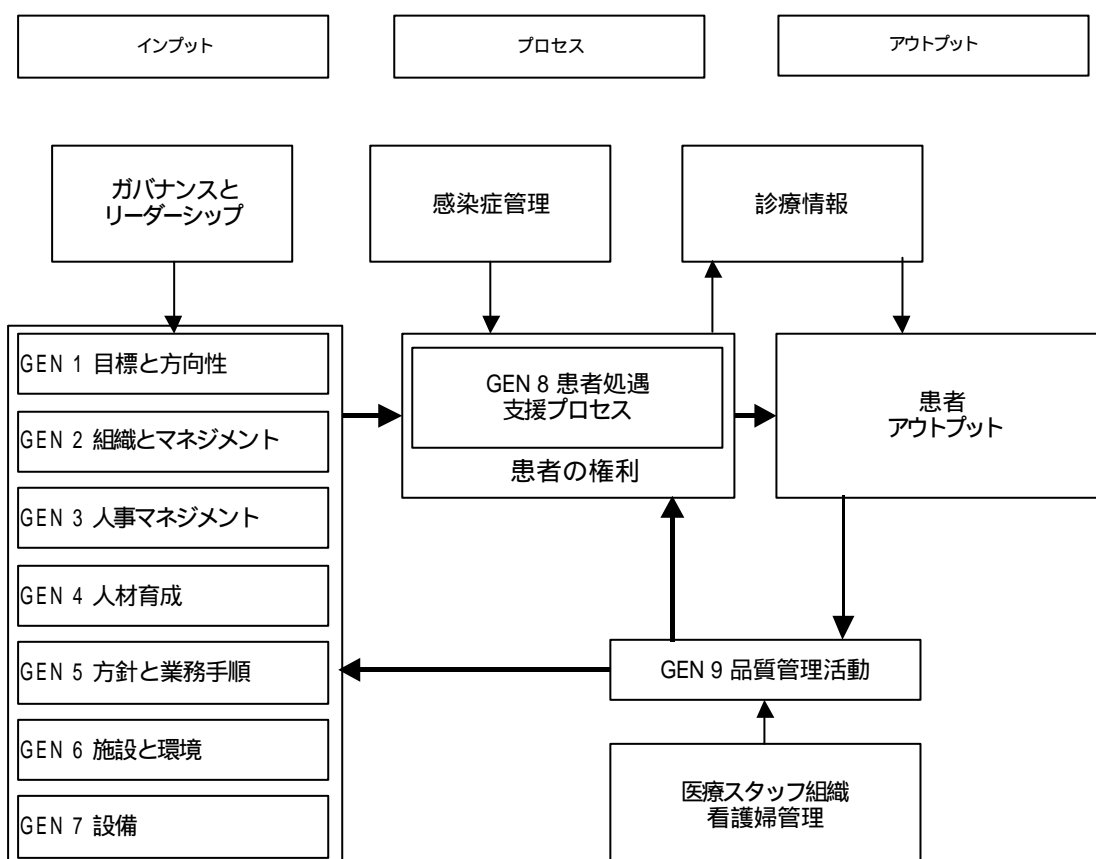 インプット
プロセス
アウトプット
ガバナンスと
リーダーシップ
感染症管理
診療情報
GEN 1 目標と方向性
GEN 2 組織とマネジメント
GEN 3 人事マネジメント
GEN 4 人材育成
GEN 5 方針と業務手順
GEN 6 施設と環境
GEN 7 設備
GEN 8 患者処遇
支援プロセス
患者の権利
患者
アウトプット
GEN 9 品質管理活動
医療スタッフ組織
看護婦管理